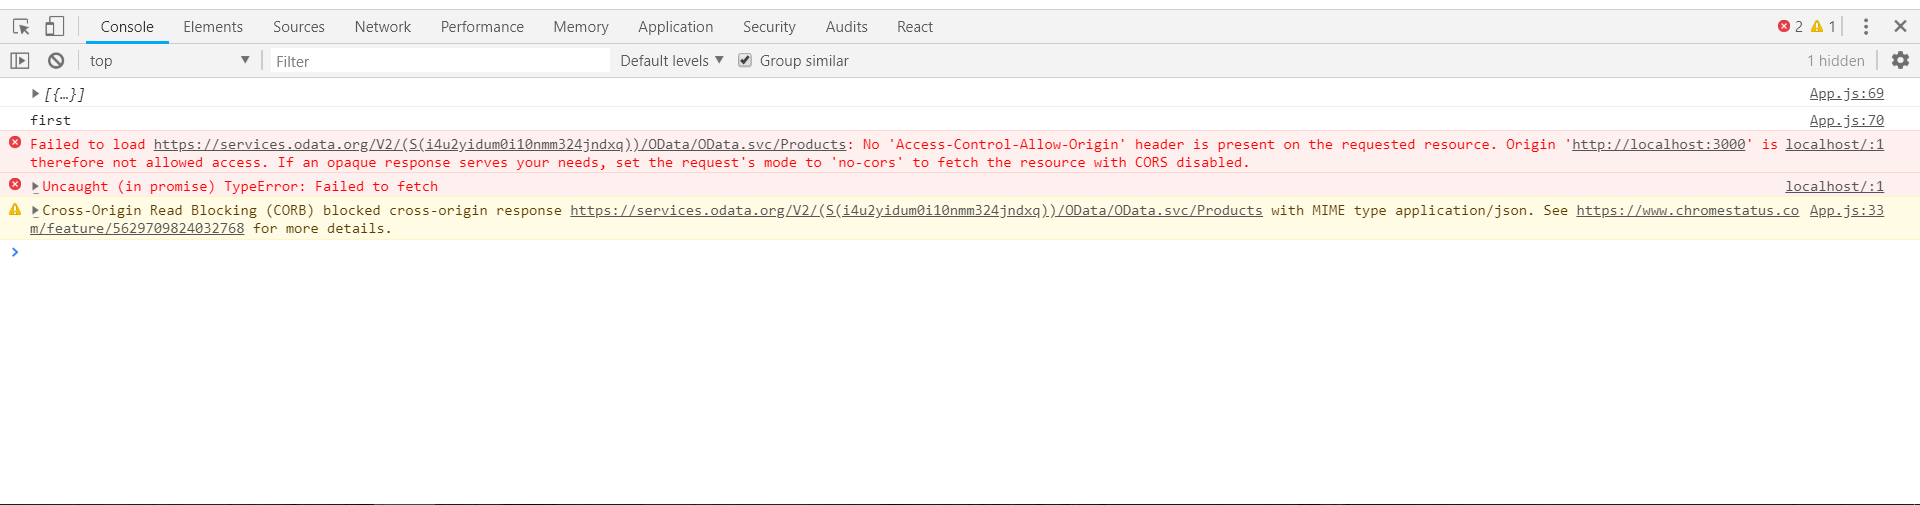 Console Elements Sources Network Performance Memory Application Security Audits React 2 1
top Filter Default levels Group similar 1 hidden
[{…}] App.js:69
first App.js:70
Failed to load https://services.odata.org/V2/(S(i4u2yidum0i10nmm324jndxq))/OData/OData.svc/Products: No 'Access-Control-Allow-Origin' header is present on the requested resource. Origin 'http://localhost:3000' is localhost/:1
therefore not allowed access. If an opaque response serves your needs, set the request's mode to 'no-cors' to fetch the resource with CORS disabled.
Uncaught (in promise) TypeError: Failed to fetch localhost/:1
Cross-Origin Read Blocking (CORB) blocked cross-origin response https://services.odata.org/V2/(S(i4u2yidum0i10nmm324jndxq))/OData/OData.svc/Products with MIME type application/json. See https://www.chromestatus.co App.js:33
m/feature/5629709824032768 for more details.